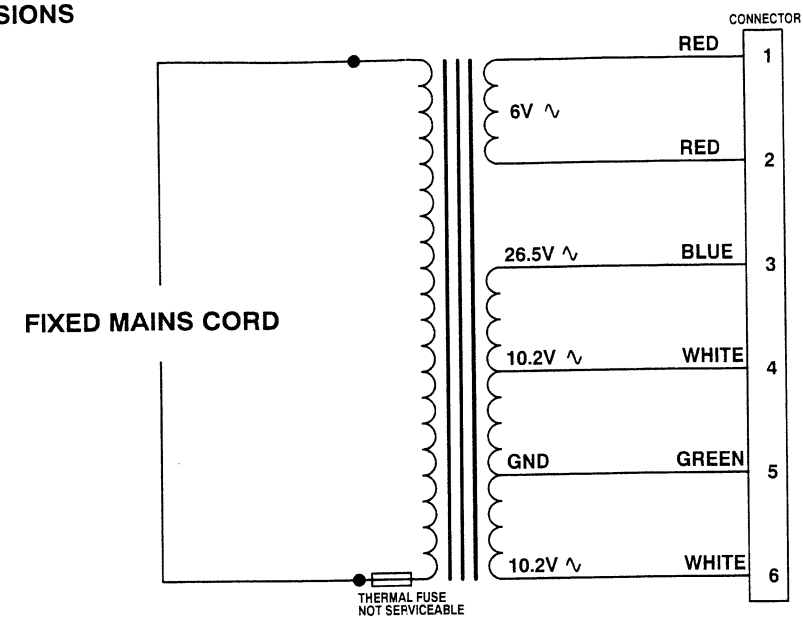 SIONS
CONNECTOR
RED 1
6V ∿
RED 2
26.5V ∿ BLUE 3
FIXED MAINS CORD
10.2V ∿ WHITE 4
GND GREEN 5
10.2V ∿ WHITE 6
THERMAL FUSE
NOT SERVICEABLE